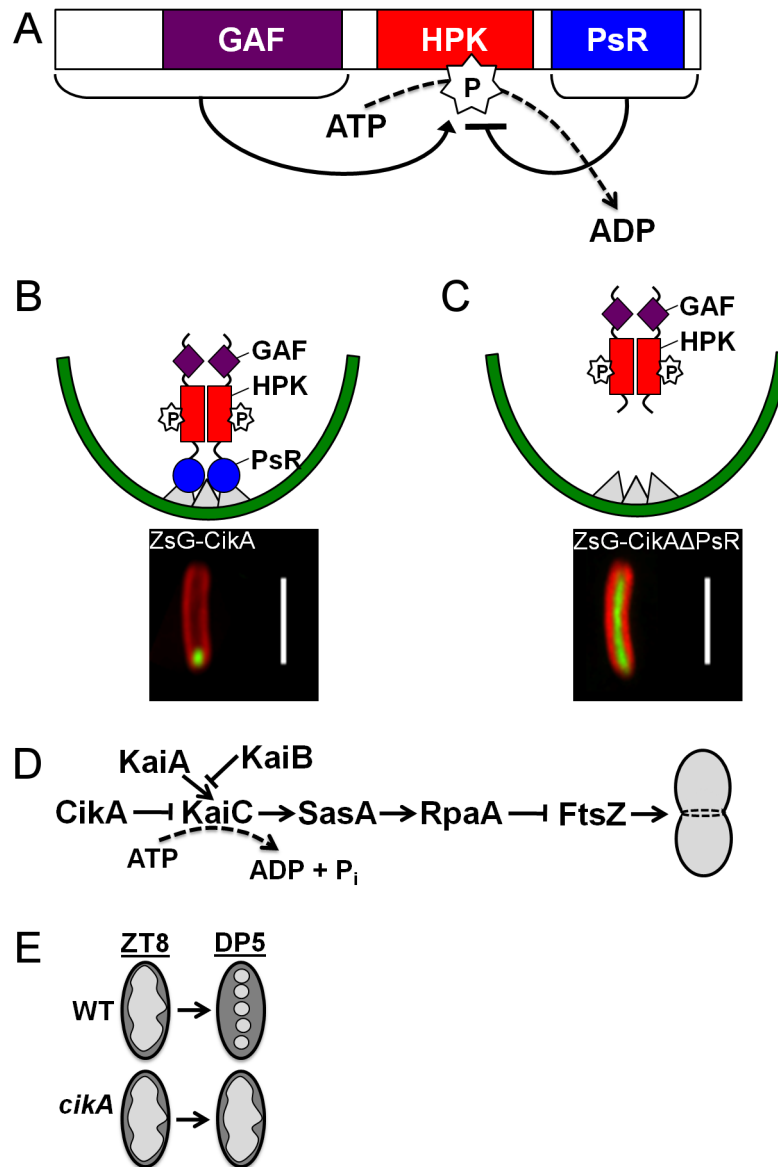 A
GAF HPK PsR
P
ATP
ADP
B
GAF
HPK
P P
PsR
ZsG-CikA
C
GAF
HPK
P P
ZsG-CikAΔPsR
D
KaiA KaiB
CikA KaiC SasA RpaA FtsZ
ATP
ADP + Pi
E
ZT8 DP5
WT
cikA